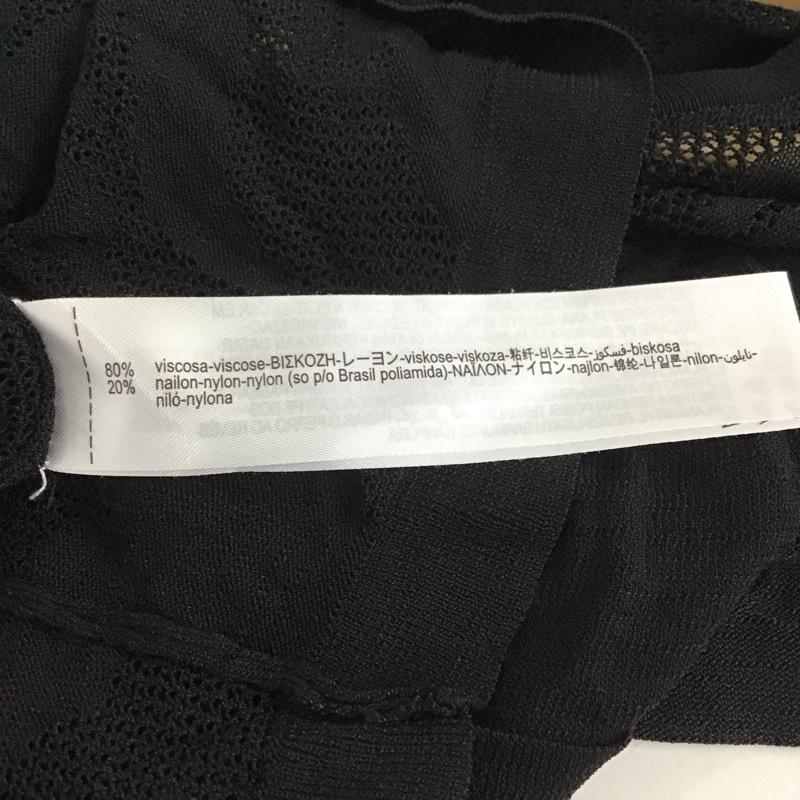 80% viscosa-viscose-ΒΙΣΚΟΖΗ-レーヨン-viskose-viskoza-粘纤-비스코스-فسكوز-biskosa
20% nailon-nylon-nylon (so p/o Brasil poliamida)-ΝΑΪΛΟΝ-ナイロン-najlon-锦纶-나일론-nilon-نايلون-
niló-nylona